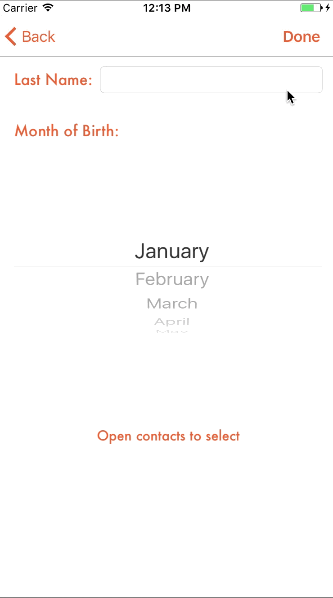 Carrier 12:13 PM
Back Done
Last Name:
Month of Birth:
January
February
March
April
Open contacts to select